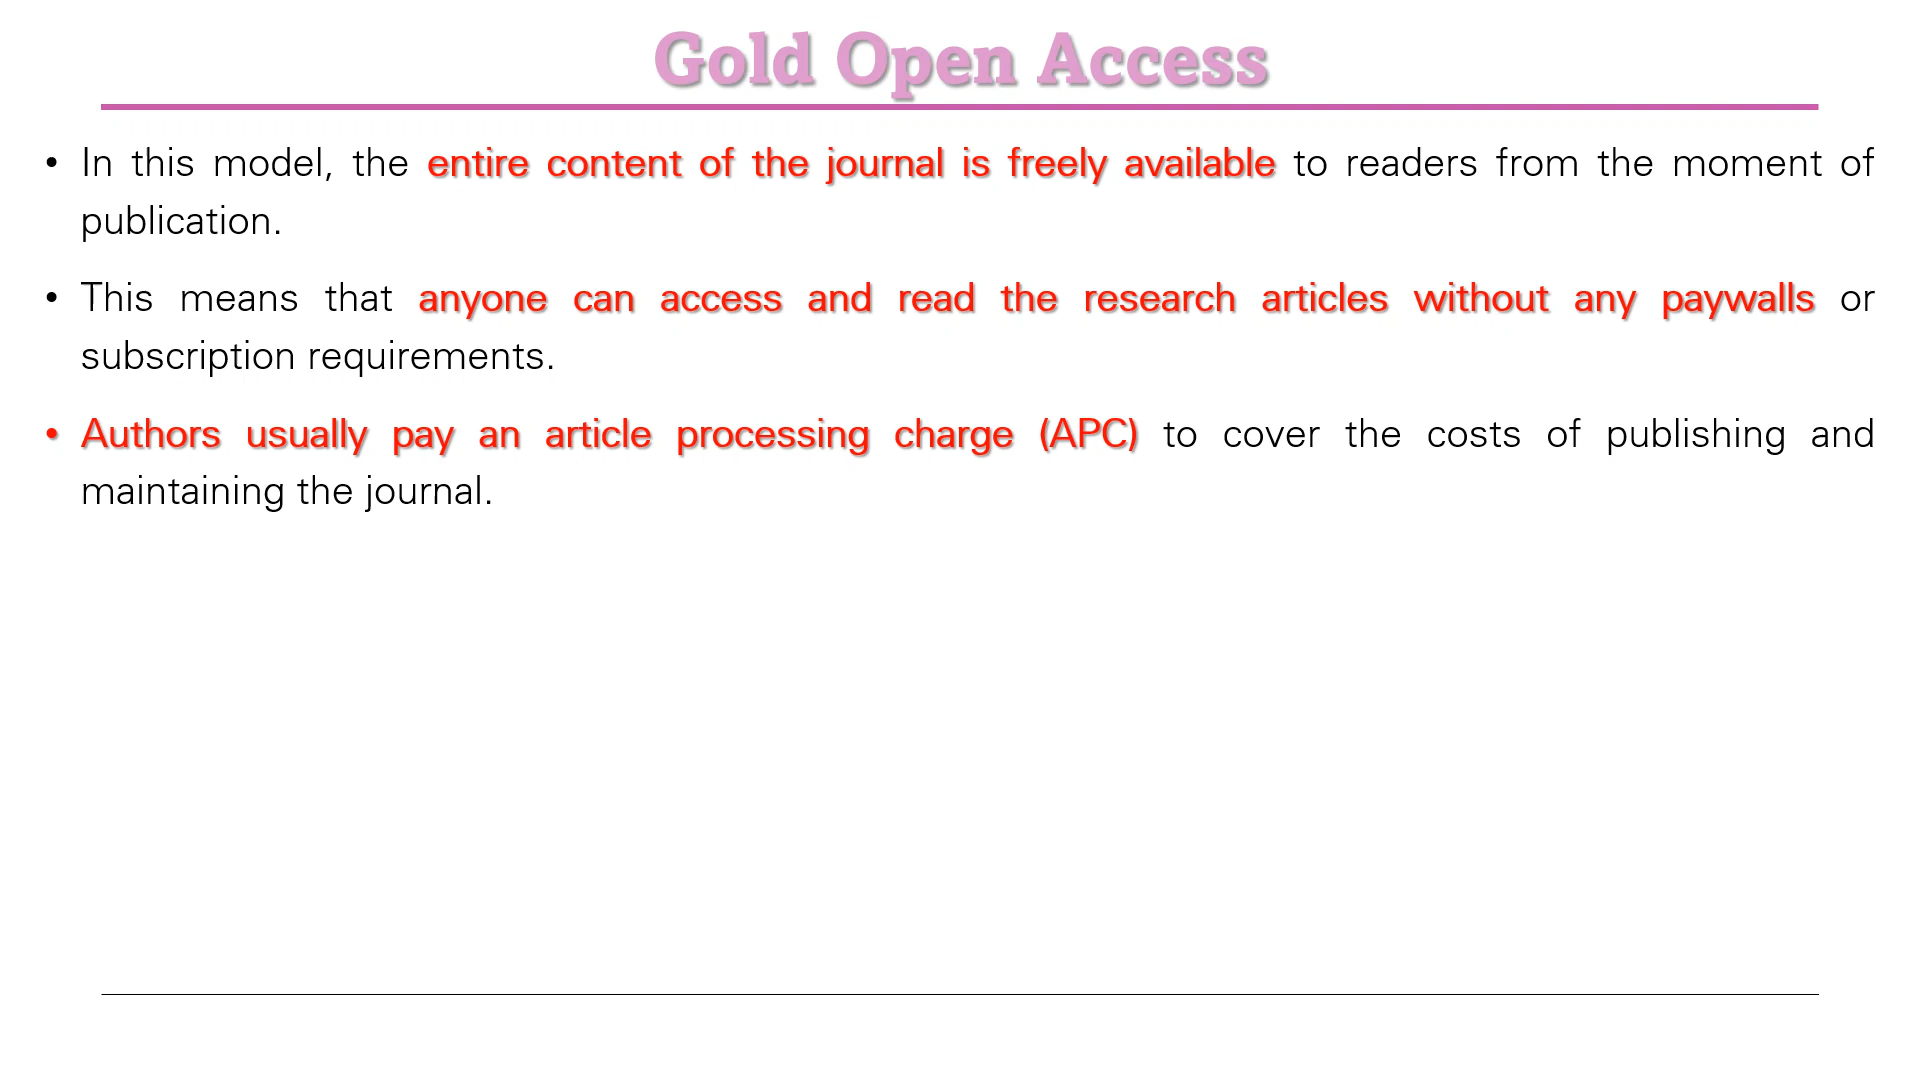 Gold Open Access
• In this model, the entire content of the journal is freely available to readers from the moment of
publication.
• This means that anyone can access and read the research articles without any paywalls or
subscription requirements.
• Authors usually pay an article processing charge (APC) to cover the costs of publishing and
maintaining the journal.